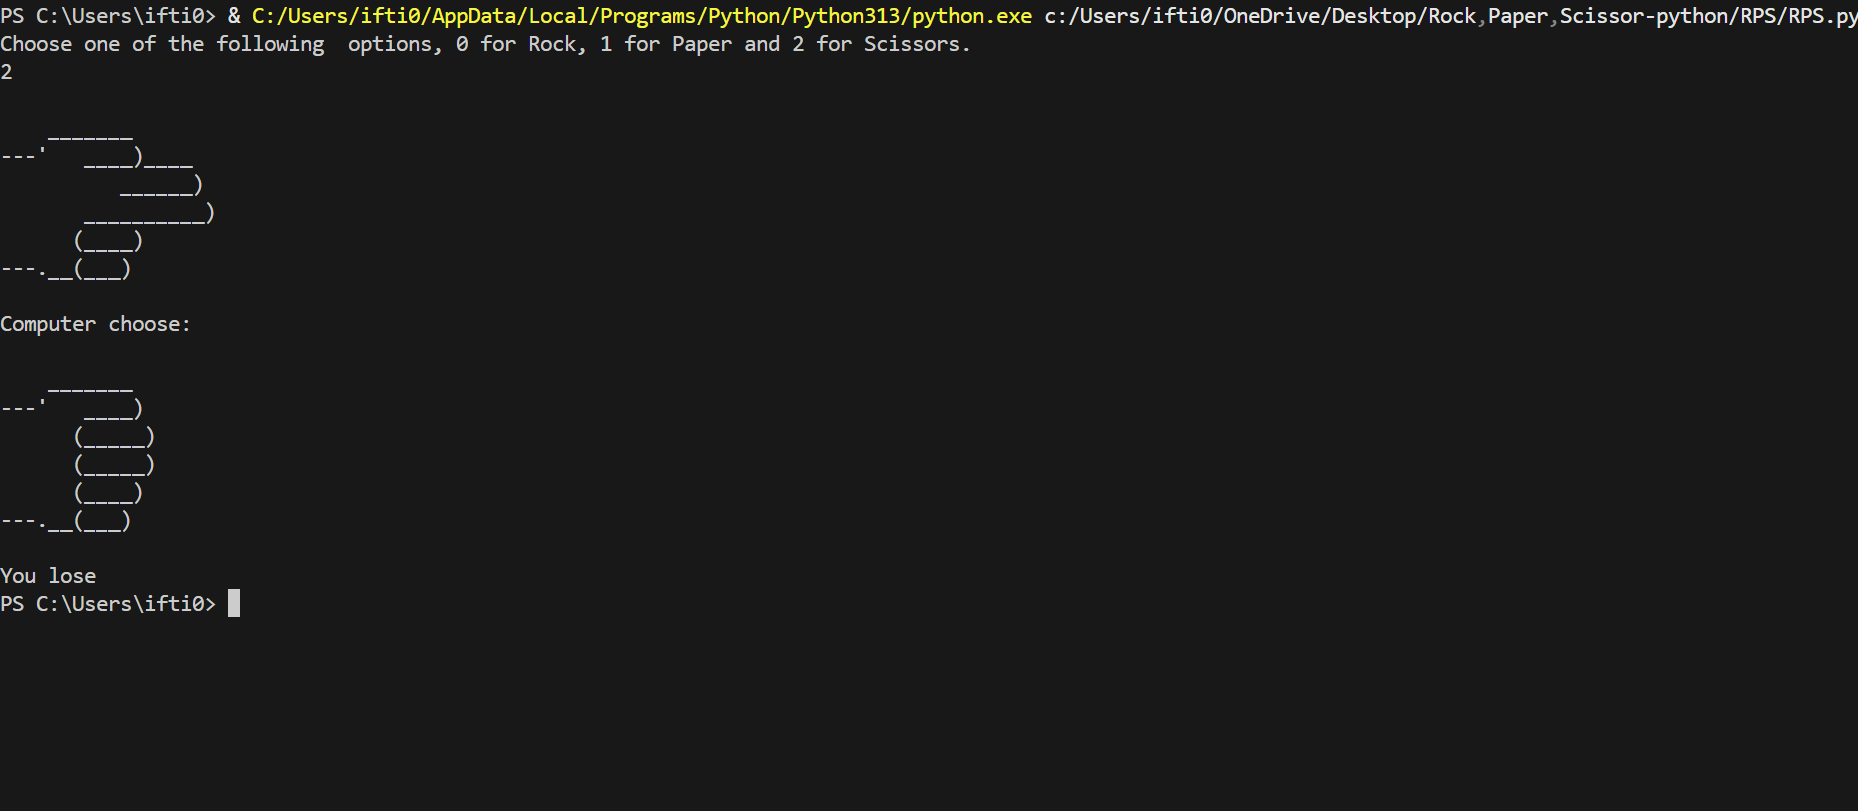 PS C:\Users\ifti0> & C:/Users/ifti0/AppData/Local/Programs/Python/Python313/python.exe c:/Users/ifti0/OneDrive/Desktop/Rock,Paper,Scissor-python/RPS/RPS.py
Choose one of the following  options, 0 for Rock, 1 for Paper and 2 for Scissors.
2
    _______
---'   ____)____
          ______)
       __________)
      (____)
---.__(___)
Computer choose:
    _______
---'   ____)
      (_____)
      (_____)
      (____)
---.__(___)
You lose
PS C:\Users\ifti0>